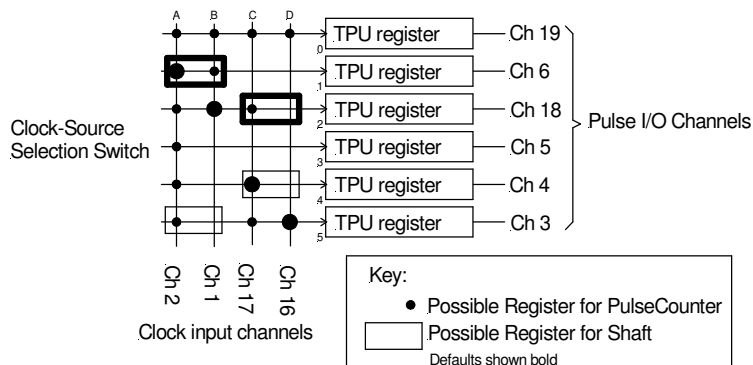 A B C D
0 TPU register Ch 19
1 TPU register Ch 6
2 TPU register Ch 18
3 TPU register Ch 5
4 TPU register Ch 4
5 TPU register Ch 3
Clock-Source
Selection Switch
Pulse I/O Channels
Ch 2
Ch 1
Ch 17
Ch 16
Clock input channels
Key:
Possible Register for PulseCounter
Possible Register for Shaft
Defaults shown bold